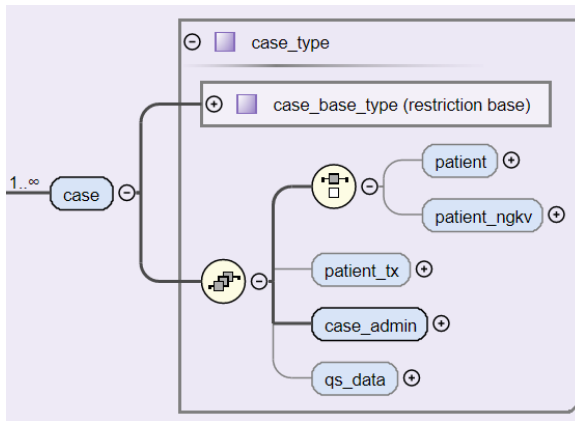 case_type
case_base_type (restriction base)
1..∞
case
patient
patient_ngkv
patient_tx
case_admin
qs_data